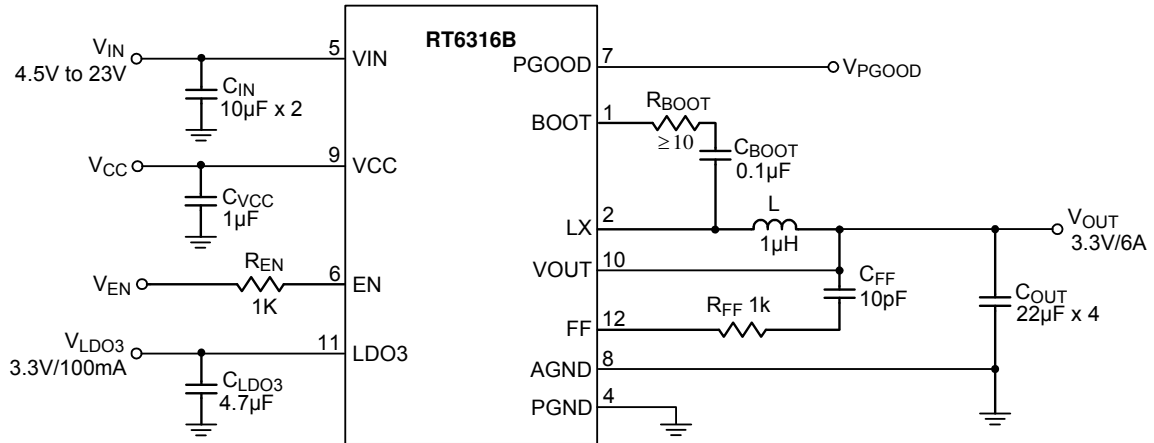 RT6316B
VIN
4.5V to 23V
5
VIN
CIN
10µF x 2
VCC
9
VCC
CVCC
1µF
VEN
REN
1K
6
EN
VLDO3
3.3V/100mA
11
LDO3
CLDO3
4.7µF
PGOOD
7
VPGOOD
BOOT
1
RBOOT
≥10
CBOOT
0.1µF
LX
2
L
1µH
VOUT
3.3V/6A
VOUT
10
CFF
10pF
RFF 1k
FF
12
COUT
22µF x 4
AGND
8
PGND
4